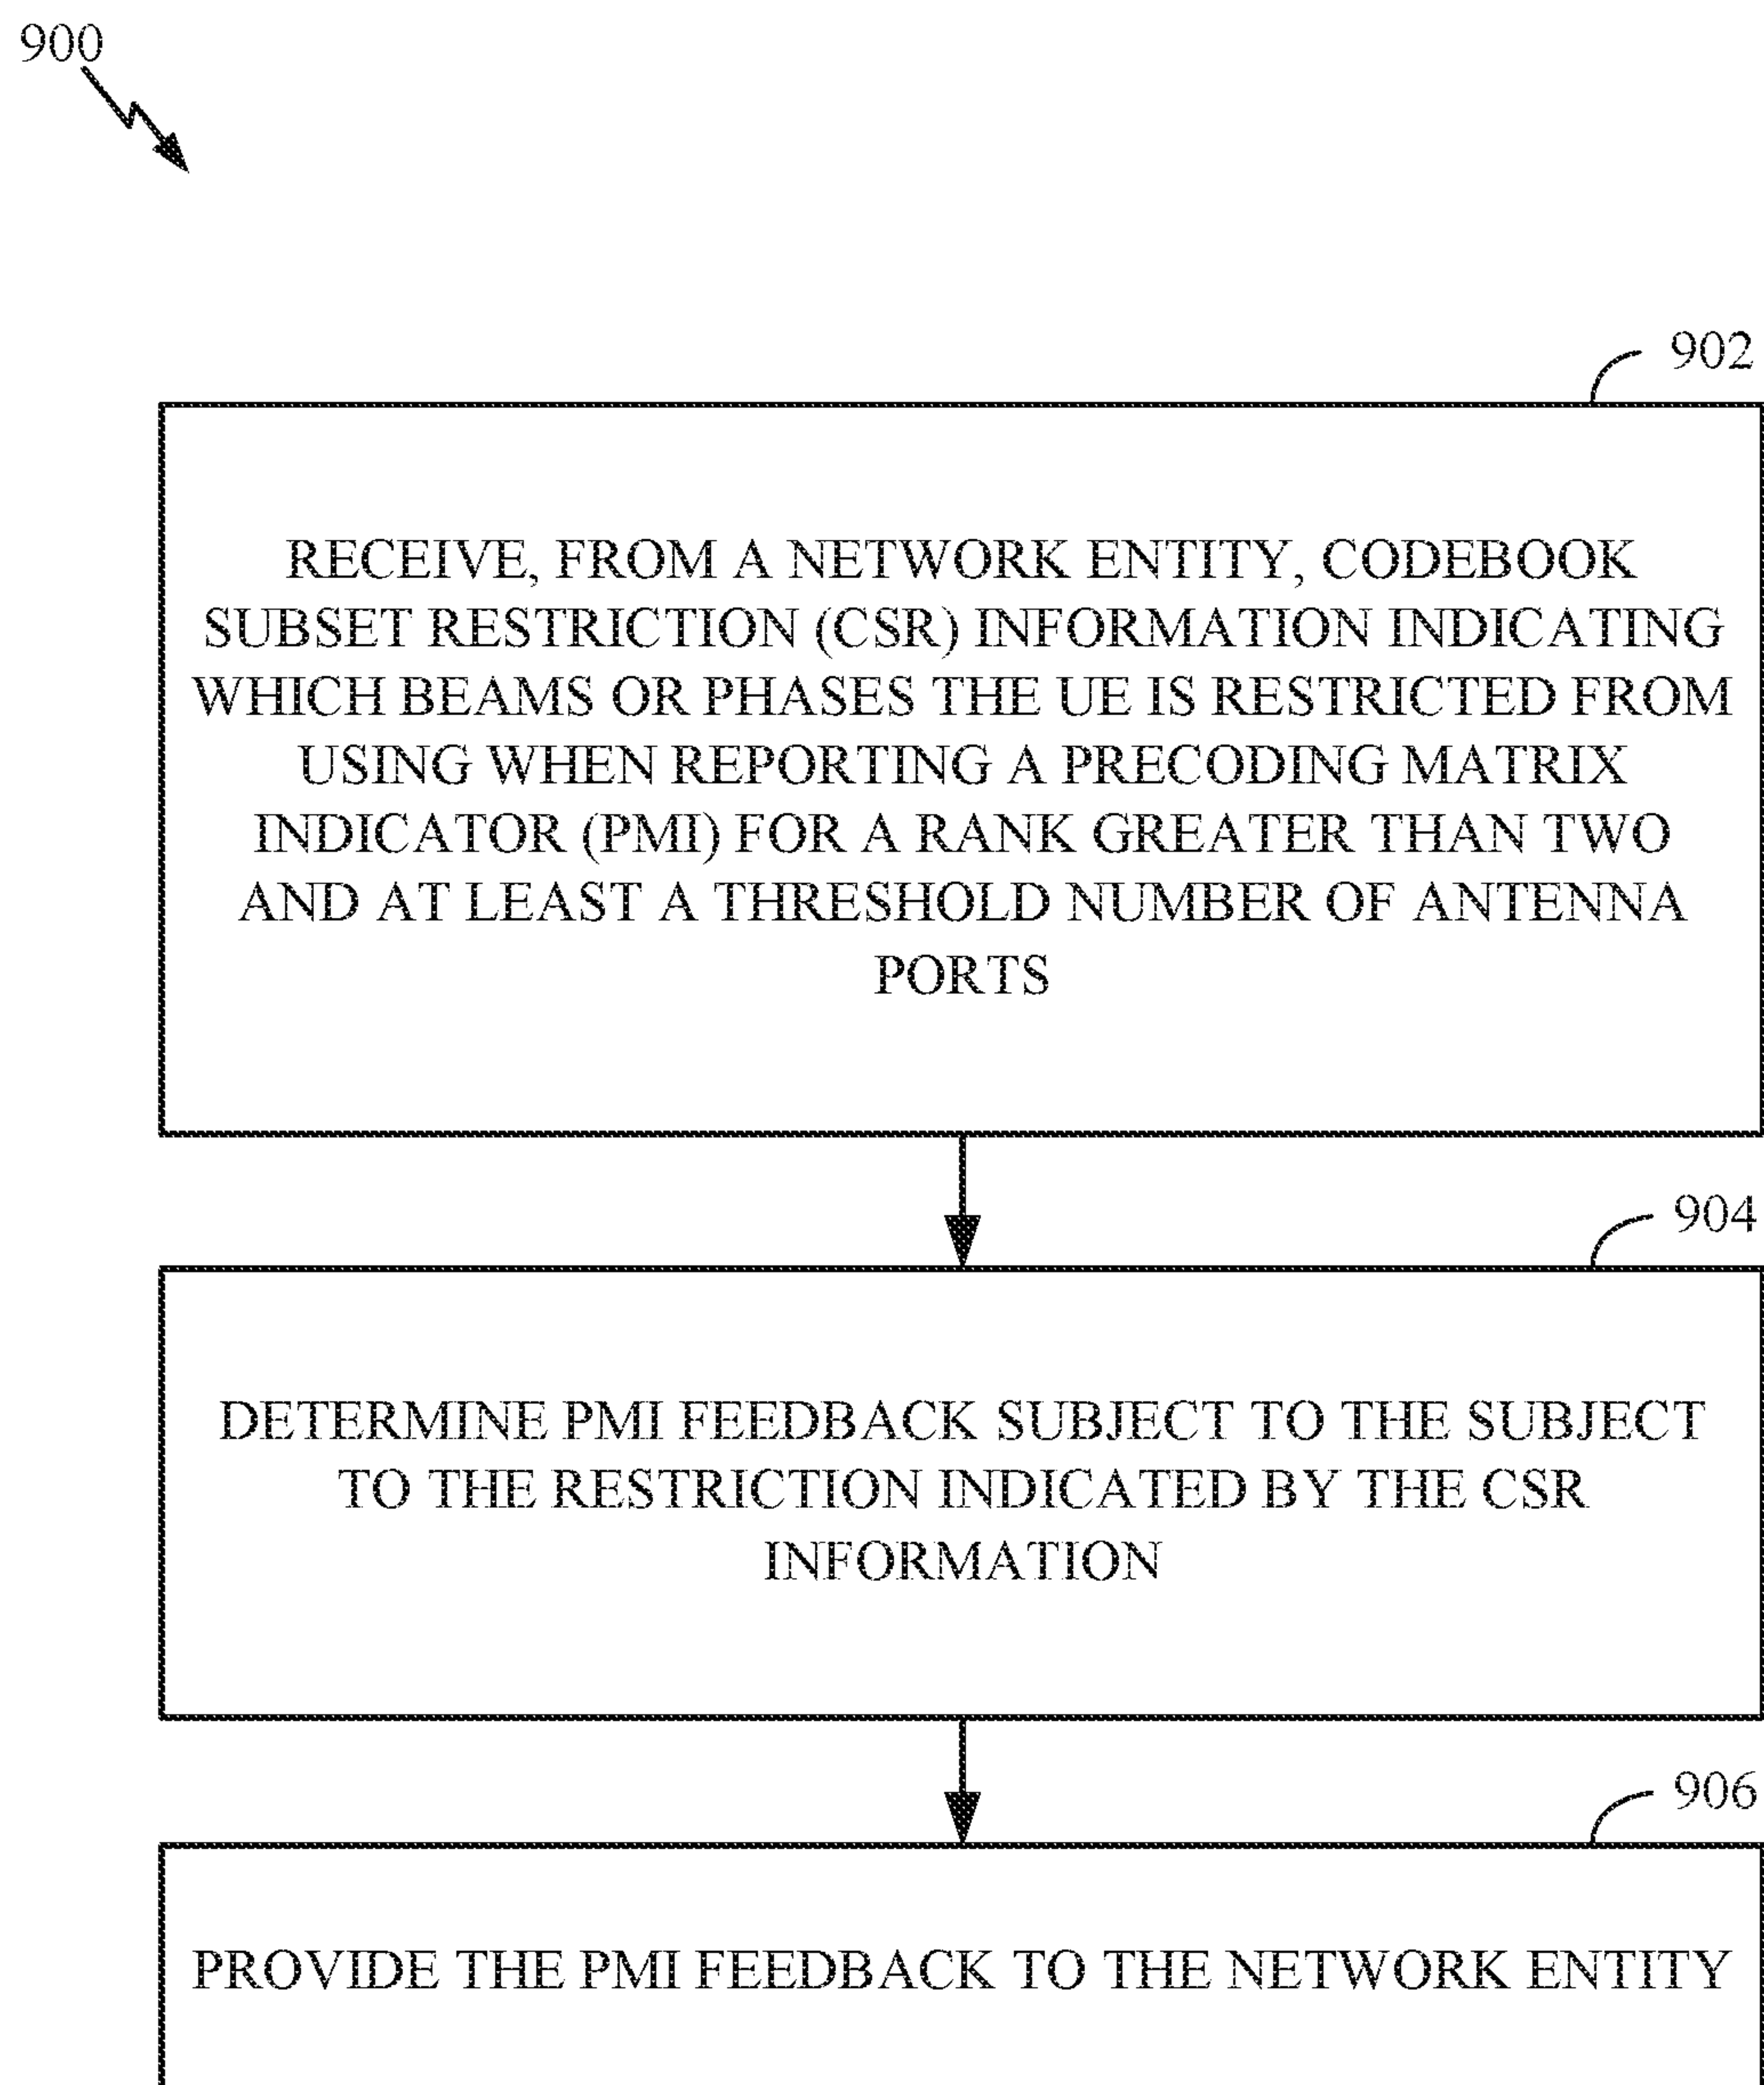 900
902
RECEIVE, FROM A NETWORK ENTITY, CODEBOOK
SUBSET RESTRICTION (CSR) INFORMATION INDICATING
WHICH BEAMS OR PHASES THE UE IS RESTRICTED FROM
USING WHEN REPORTING A PRECODING MATRIX
INDICATOR (PMI) FOR A RANK GREATER THAN TWO
AND AT LEAST A THRESHOLD NUMBER OF ANTENNA
PORTS
904
DETERMINE PMI FEEDBACK SUBJECT TO THE SUBJECT
TO THE RESTRICTION INDICATED BY THE CSR
INFORMATION
906
PROVIDE THE PMI FEEDBACK TO THE NETWORK ENTITY